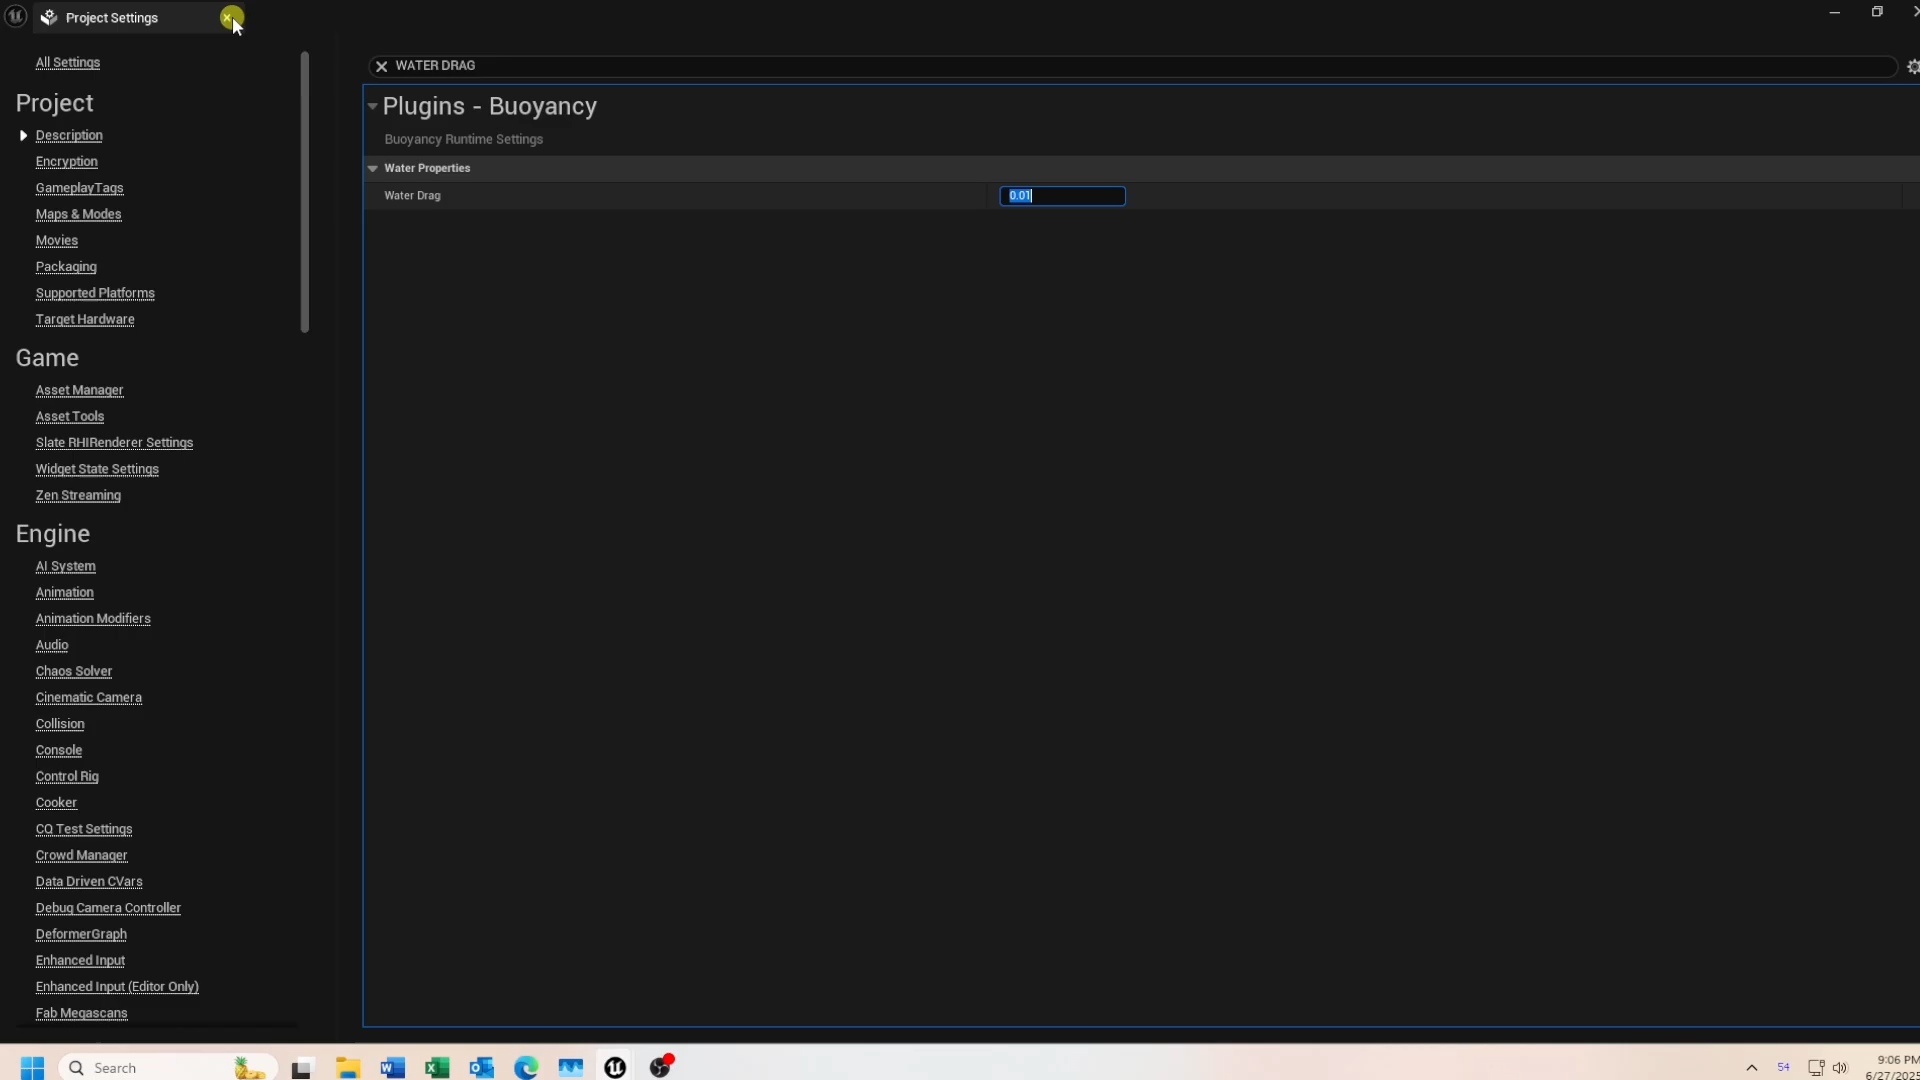 Project Settings
All Settings
Project
Description
Encryption
GameplayTags
Maps & Modes
Movies
Packaging
Supported Platforms
Target Hardware
Game
Asset Manager
Asset Tools
Slate RHIRenderer Settings
Widget State Settings
Zen Streaming
Engine
AI System
Animation
Animation Modifiers
Audio
Chaos Solver
Cinematic Camera
Collision
Console
Control Rig
Cooker
CQ Test Settings
Crowd Manager
Data Driven CVars
Debug Camera Controller
DeformerGraph
Enhanced Input
Enhanced Input (Editor Only)
Fab Megascans
WATER DRAG
Plugins - Buoyancy
Buoyancy Runtime Settings
Water Properties
Water Drag
0.01
Search
54
9:06 PM
6/27/2025